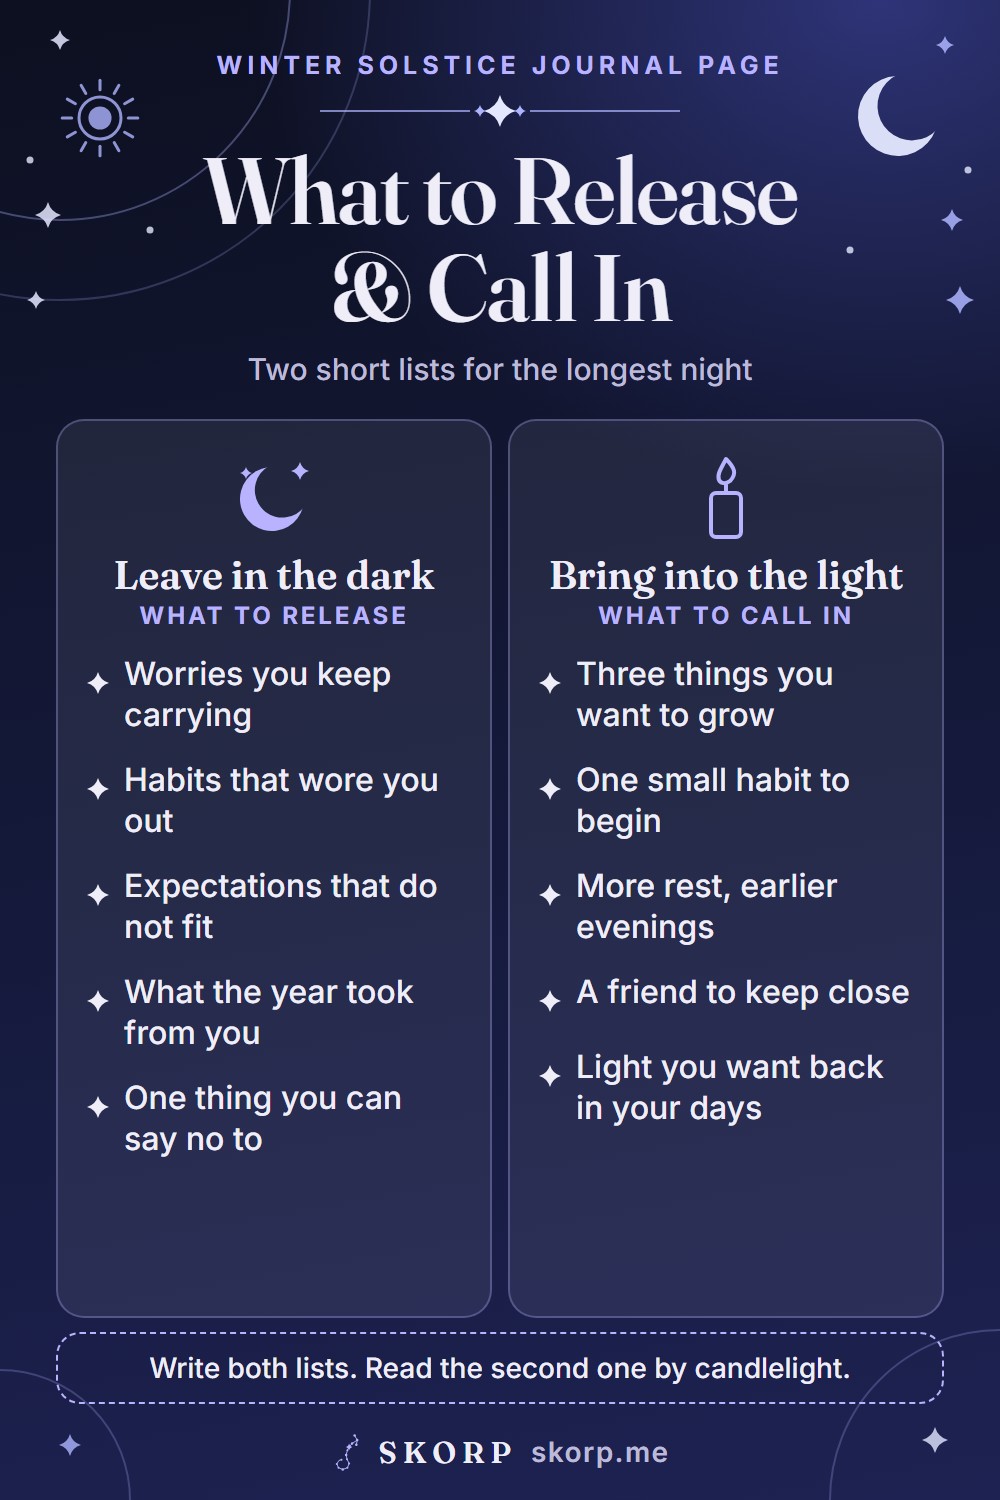 WINTER SOLSTICE JOURNAL PAGE
What to Release
& Call In
Two short lists for the longest night
Leave in the dark
WHAT TO RELEASE
Worries you keep
carrying
Habits that wore you
out
Expectations that do
not fit
What the year took
from you
One thing you can
say no to
Bring into the light
WHAT TO CALL IN
Three things you
want to grow
One small habit to
begin
More rest, earlier
evenings
A friend to keep close
Light you want back
in your days
Write both lists. Read the second one by candlelight.
SKORP skorp.me